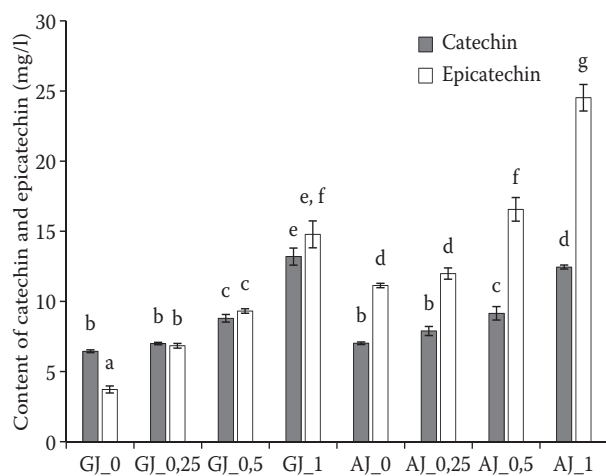 Content of catechin and epicatechin (mg/l)
35
30
25
20
15
10
5
0
Catechin
Epicatechin
b
a
b
b
c
c
e
e, f
b
d
b
d
c
f
d
g
GJ_0
GJ_0,25
GJ_0,5
GJ_1
AJ_0
AJ_0,25
AJ_0,5
AJ_1